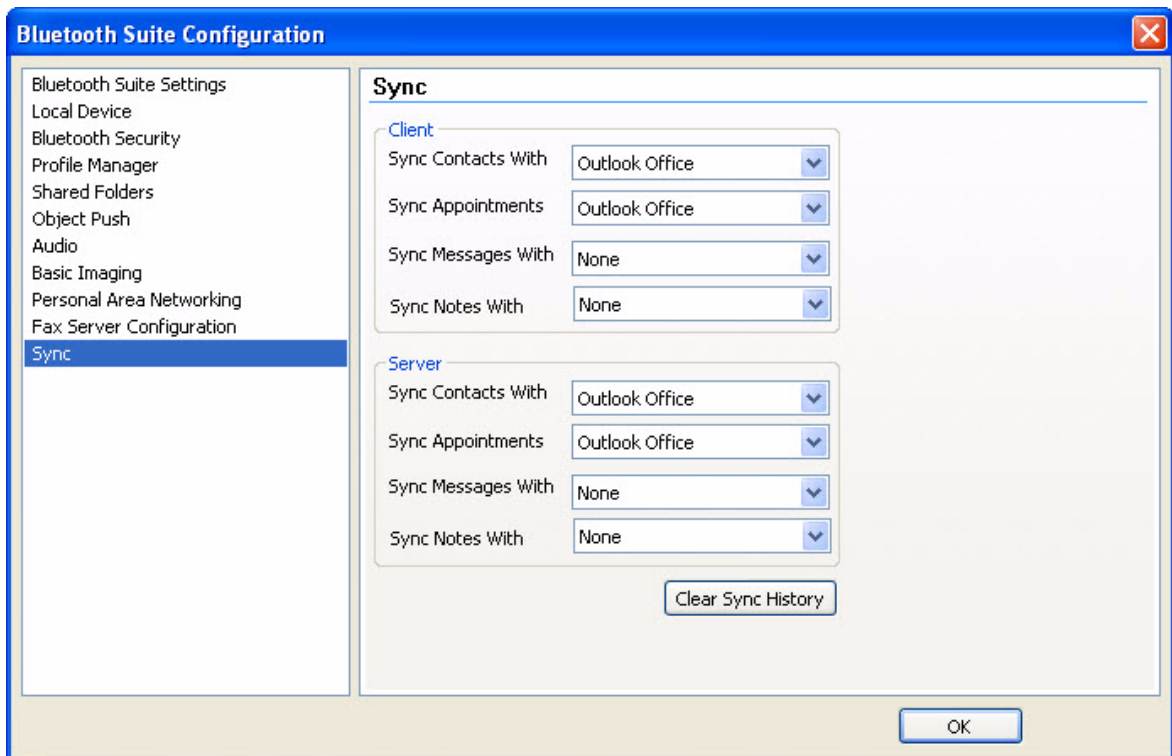 Bluetooth Suite Configuration
Bluetooth Suite Settings
Local Device
Bluetooth Security
Profile Manager
Shared Folders
Object Push
Audio
Basic Imaging
Personal Area Networking
Fax Server Configuration
Sync
Sync
Client
Sync Contacts With Outlook Office
Sync Appointments Outlook Office
Sync Messages With None
Sync Notes With None
Server
Sync Contacts With Outlook Office
Sync Appointments Outlook Office
Sync Messages With None
Sync Notes With None
Clear Sync History
OK